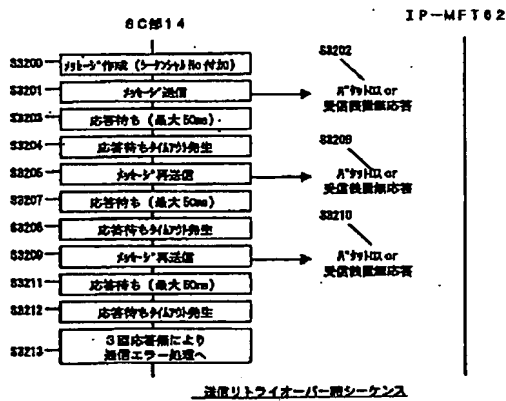 SC部14
IP-MFT62
S3200 メッセージ作成（シーケンシャルNo付加）
S3202
S3201 メッセージ送信
パケットロス or
受信装置無応答
S3203 応答待ち（最大50ms）
S3204 応答待ちタイムアウト発生
S3209
S3205 メッセージ再送信
パケットロス or
受信装置無応答
S3207 応答待ち（最大50ms）
S3208 応答待ちタイムアウト発生
S3210
S3209 メッセージ再送信
パケットロス or
受信装置無応答
S3211 応答待ち（最大50ms）
S3212 応答待ちタイムアウト発生
S3213 3回応答無により
送信エラー処理へ
送信リトライオーバー時シーケンス